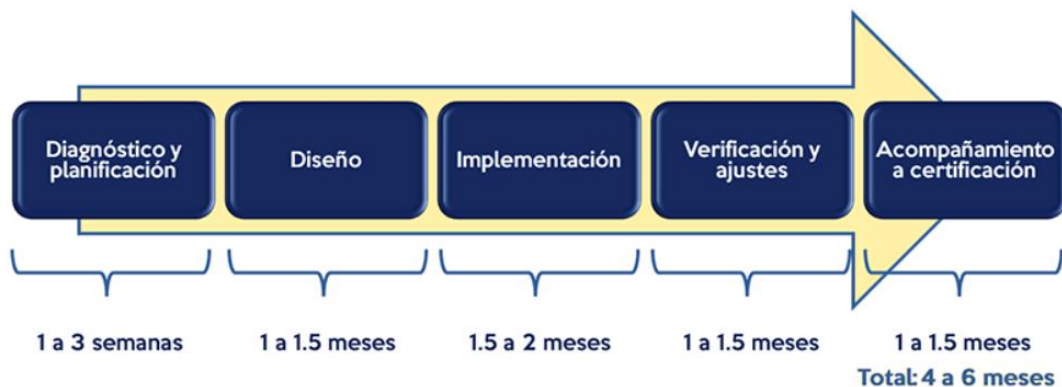 Diagnóstico y
planificación
Diseño
Implementación
Verificación y
ajustes
Acompañamiento
a certificación
1 a 3 semanas
1 a 1.5 meses
1.5 a 2 meses
1 a 1.5 meses
1 a 1.5 meses
Total: 4 a 6 meses